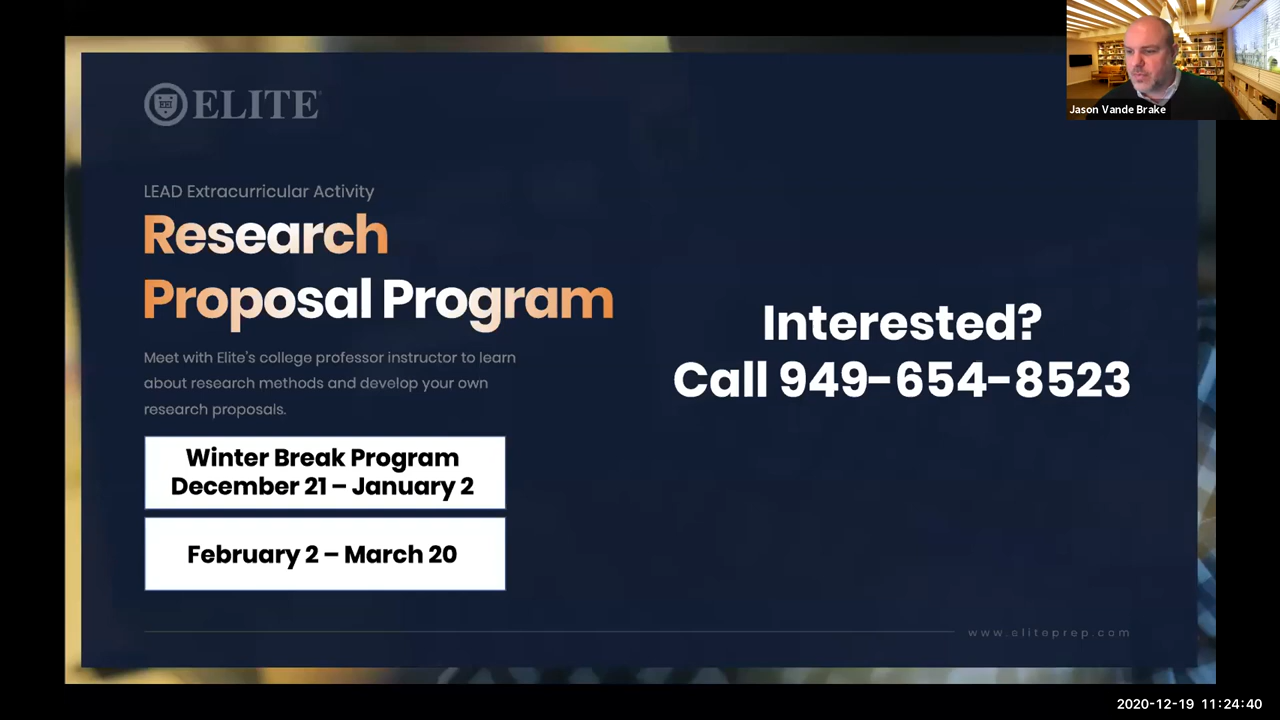 EEI ELITE
LEAD Extracurricular Activity
Research
Proposal Program
Meet with Elite's college professor instructor to learn
about research methods and develop your own
research proposals.
Winter Break Program
December 21 – January 2
February 2 – March 20
Interested?
Call 949-654-8523
www.eliteprep.com
Jason Vande Brake
2020-12-19 11:24:40